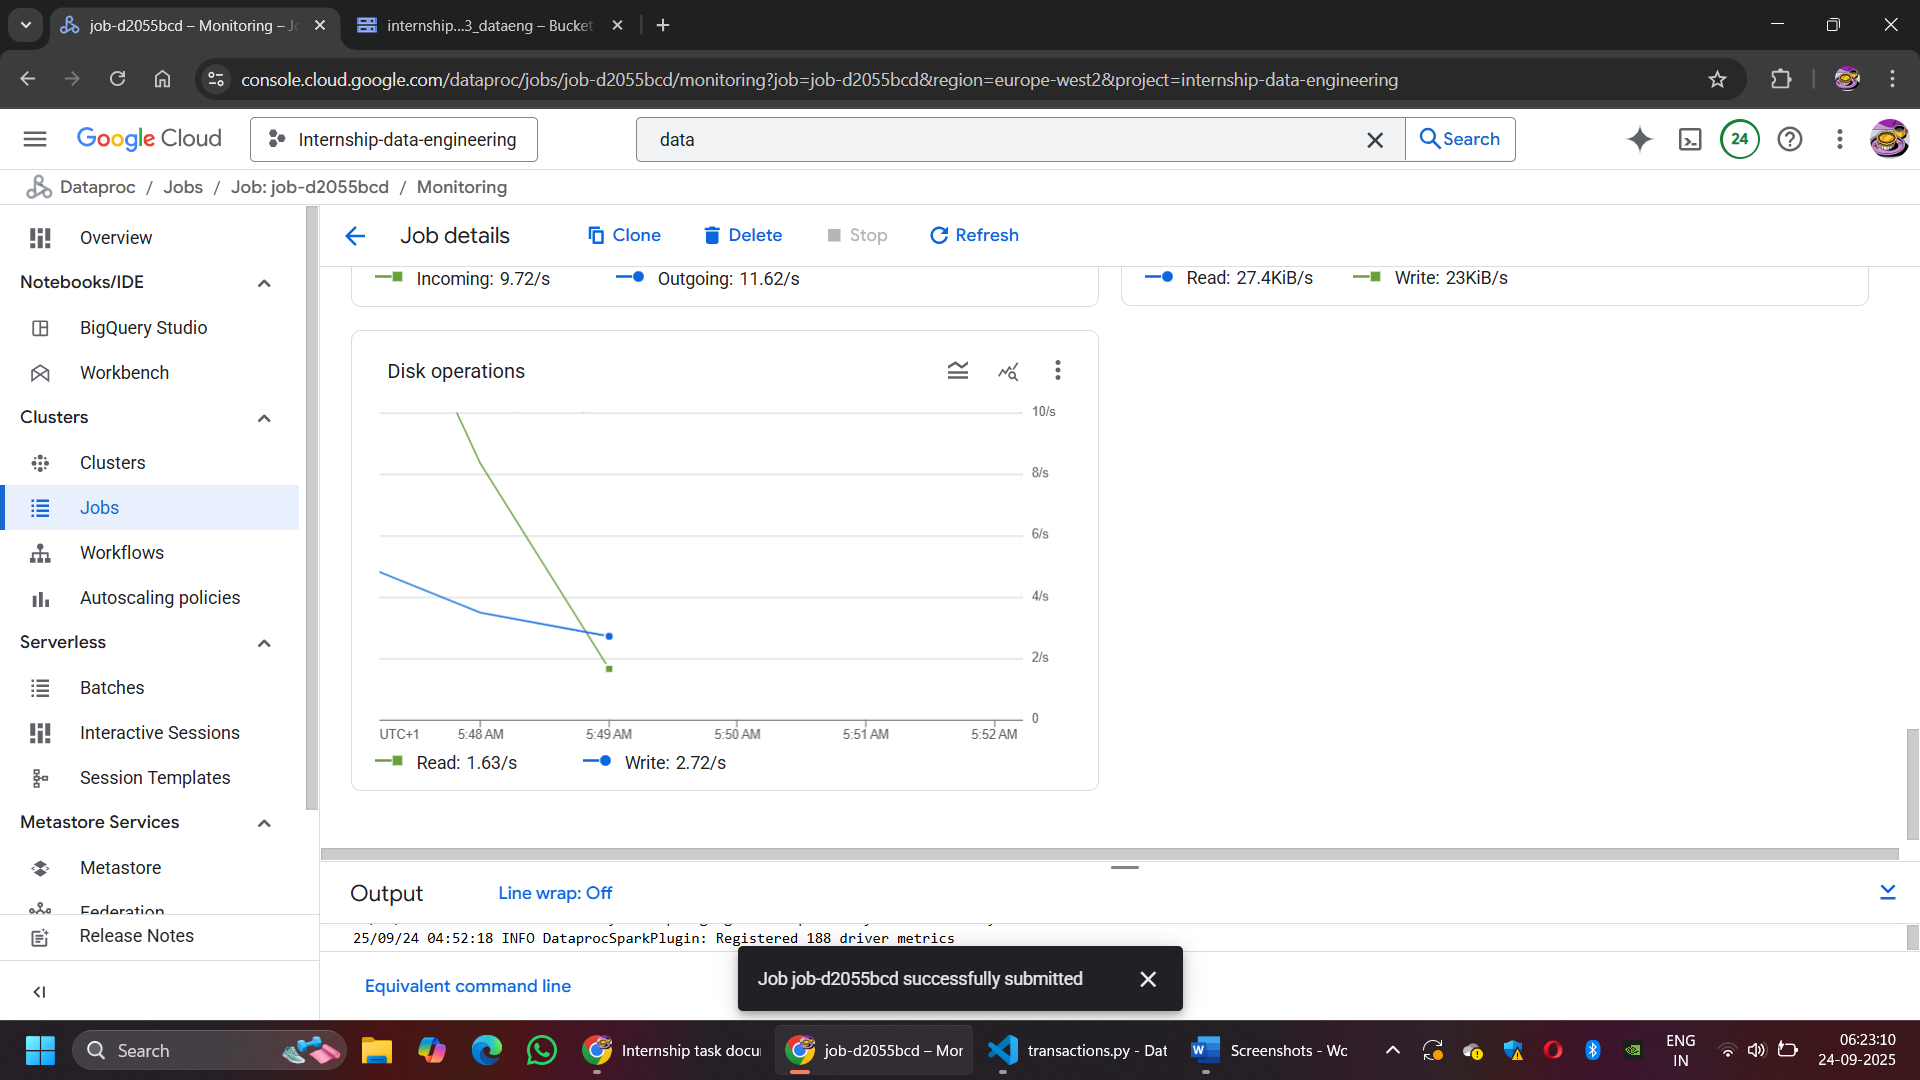 job-d2055bcd – Monitoring – Jo
internship...3_dataeng – Bucket
console.cloud.google.com/dataproc/jobs/job-d2055bcd/monitoring?job=job-d2055bcd&region=europe-west2&project=internship-data-engineering
Google Cloud
Internship-data-engineering
data
Search
24
Dataproc / Jobs / Job: job-d2055bcd / Monitoring
Overview
Notebooks/IDE
BigQuery Studio
Workbench
Clusters
Clusters
Jobs
Workflows
Autoscaling policies
Serverless
Batches
Interactive Sessions
Session Templates
Metastore Services
Metastore
Federation
Release Notes
Job details
Clone
Delete
Stop
Refresh
Incoming: 9.72/s
Outgoing: 11.62/s
Read: 27.4KiB/s
Write: 23KiB/s
Disk operations
10/s
8/s
6/s
4/s
2/s
0
UTC+1
5:48 AM
5:49 AM
5:50 AM
5:51 AM
5:52 AM
Read: 1.63/s
Write: 2.72/s
Output
Line wrap: Off
25/09/24 04:52:18 INFO DataprocSparkPlugin: Registered 188 driver metrics
Equivalent command line
Job job-d2055bcd successfully submitted
Search
Internship task docu
job-d2055bcd – Mor
transactions.py - Dat
Screenshots - Wo
ENG
IN
06:23:10
24-09-2025